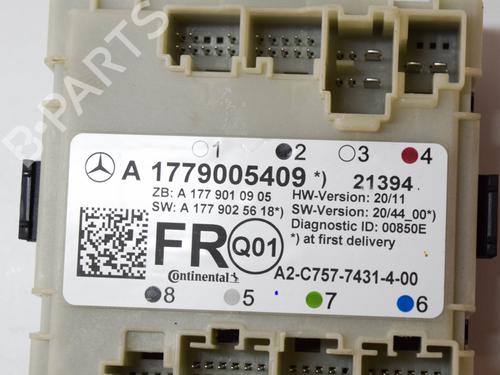 B-PARTS
1 2 3 4
A 1779005409 *) 21394
ZB: A 177 901 09 05 HW-Version: 20/11
SW: A 177 902 56 18*) SW-Version: 20/44_00*)
Diagnostic ID: 00850E
FR Q01 *) at first delivery
Continental A2-C757-7431-4-00
8 5 7 6